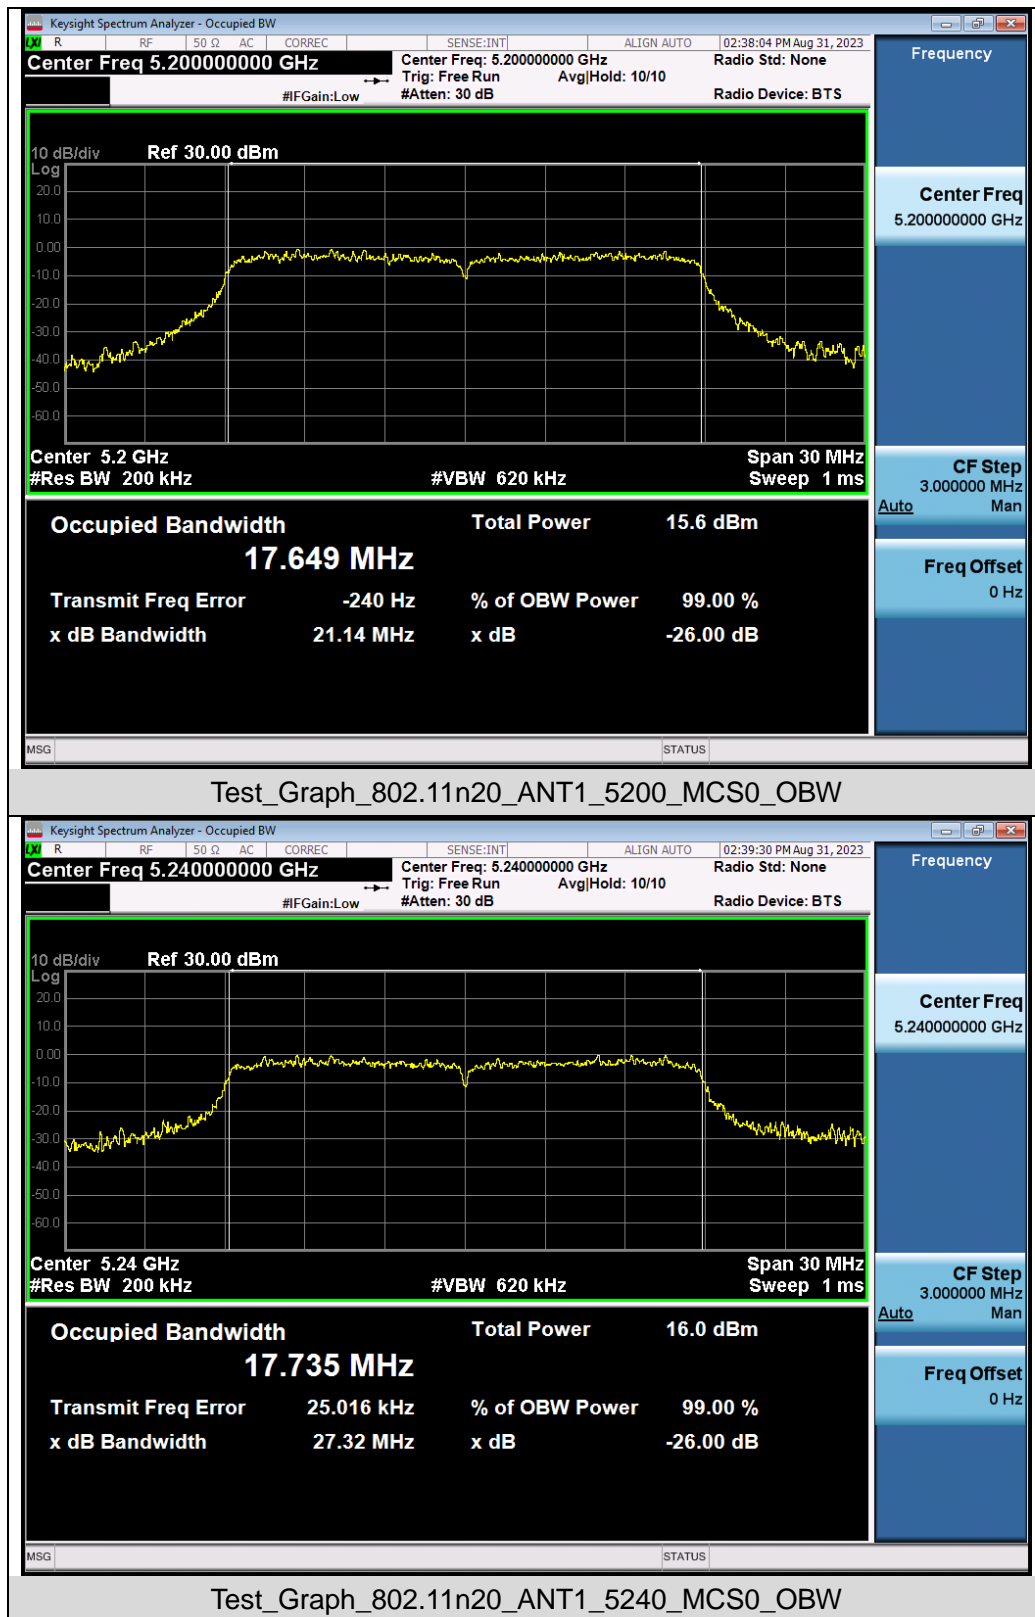 Keysight Spectrum Analyzer - Occupied BW
LXI R RF 50 Ω AC CORREC SENSE:INT ALIGN AUTO 02:38:04 PM Aug 31, 2023
Center Freq 5.200000000 GHz
Center Freq: 5.200000000 GHz
Radio Std: None
Trig: Free Run Avg|Hold: 10/10
#IFGain:Low
#Atten: 30 dB
Radio Device: BTS
Frequency
10 dB/div Ref 30.00 dBm
Log
20.0
10.0
0.00
-10.0
-20.0
-30.0
-40.0
-50.0
-60.0
Center Freq
5.200000000 GHz
Center 5.2 GHz Span 30 MHz
#Res BW 200 kHz #VBW 620 kHz Sweep 1 ms
CF Step
3.000000 MHz
Auto Man
Freq Offset
0 Hz
Occupied Bandwidth Total Power 15.6 dBm
17.649 MHz
Transmit Freq Error -240 Hz % of OBW Power 99.00 %
x dB Bandwidth 21.14 MHz x dB -26.00 dB
MSG STATUS
Test_Graph_802.11n20_ANT1_5200_MCS0_OBW
Keysight Spectrum Analyzer - Occupied BW
LXI R RF 50 Ω AC CORREC SENSE:INT ALIGN AUTO 02:39:30 PM Aug 31, 2023
Center Freq 5.240000000 GHz
Center Freq: 5.240000000 GHz
Radio Std: None
Trig: Free Run Avg|Hold: 10/10
#IFGain:Low
#Atten: 30 dB
Radio Device: BTS
Frequency
10 dB/div Ref 30.00 dBm
Log
20.0
10.0
0.00
-10.0
-20.0
-30.0
-40.0
-50.0
-60.0
Center Freq
5.240000000 GHz
Center 5.24 GHz Span 30 MHz
#Res BW 200 kHz #VBW 620 kHz Sweep 1 ms
CF Step
3.000000 MHz
Auto Man
Freq Offset
0 Hz
Occupied Bandwidth Total Power 16.0 dBm
17.735 MHz
Transmit Freq Error 25.016 kHz % of OBW Power 99.00 %
x dB Bandwidth 27.32 MHz x dB -26.00 dB
MSG STATUS
Test_Graph_802.11n20_ANT1_5240_MCS0_OBW